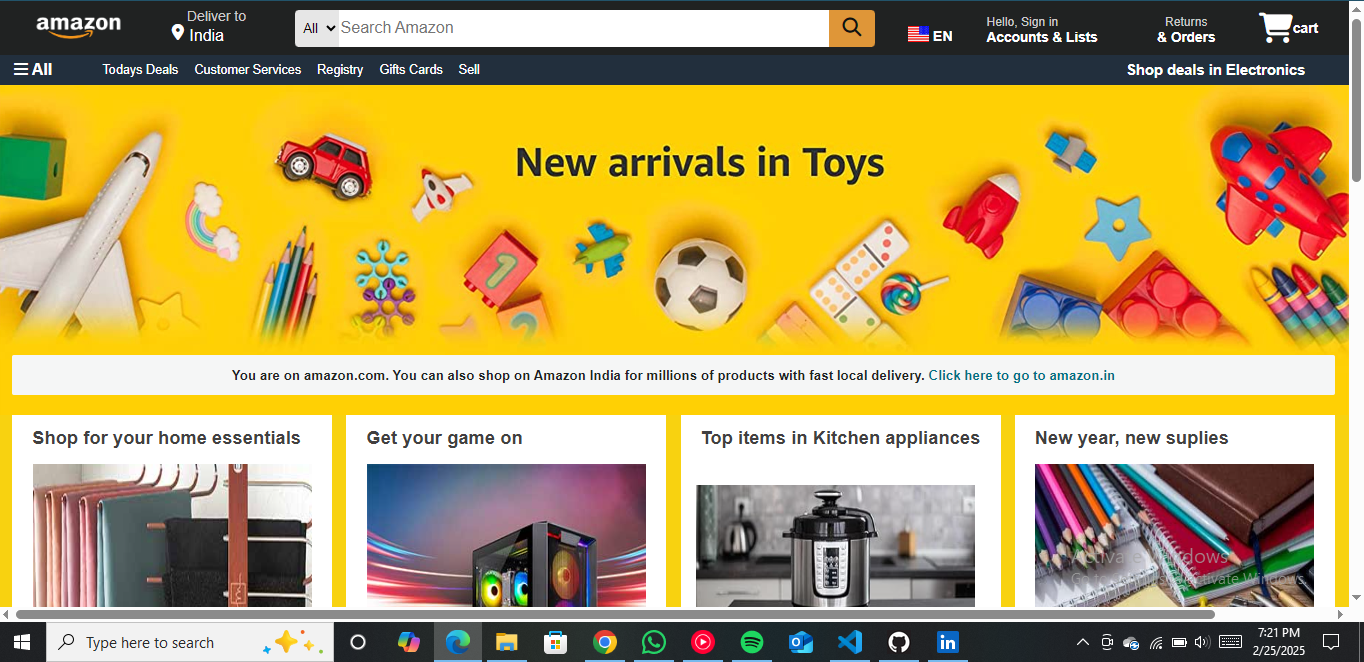 amazon
Deliver to
India
All
Search Amazon
EN
Hello, Sign in
Accounts & Lists
Returns
& Orders
cart
All
Todays Deals
Customer Services
Registry
Gifts Cards
Sell
Shop deals in Electronics
New arrivals in Toys
1
2
You are on amazon.com. You can also shop on Amazon India for millions of products with fast local delivery. Click here to go to amazon.in
Shop for your home essentials
Get your game on
Top items in Kitchen appliances
New year, new suplies
Activate Windows
Activate Windows.
Type here to search
7:21 PM
2/25/2025